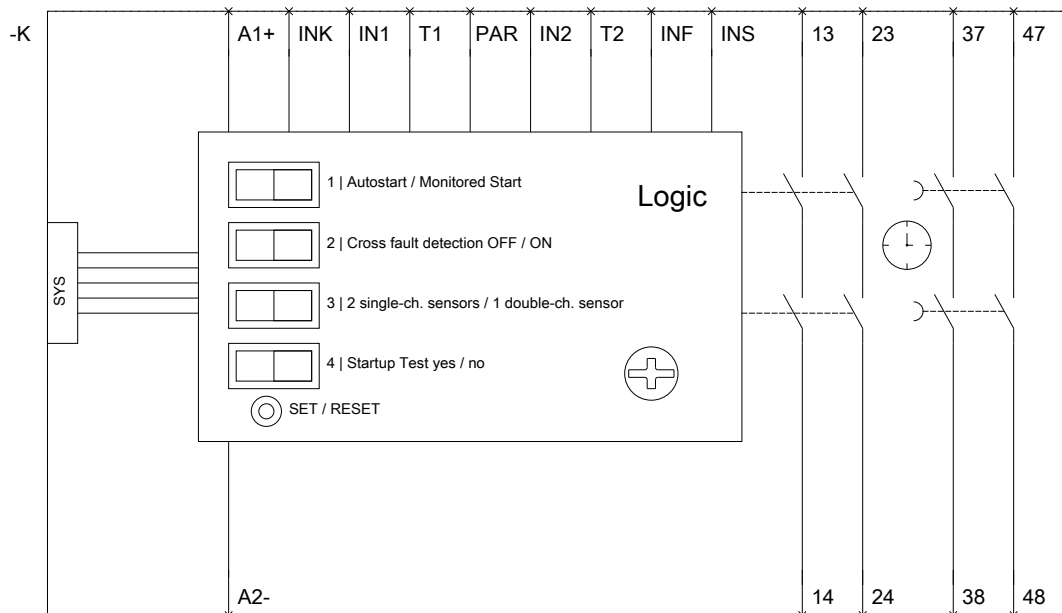 -K A1+ INK IN1 T1 PAR IN2 T2 INF INS 13 23 37 47
1 | Autostart / Monitored Start
Logic
2 | Cross fault detection OFF / ON
SYS
3 | 2 single-ch. sensors / 1 double-ch. sensor
4 | Startup Test yes / no
SET / RESET
A2- 14 24 38 48